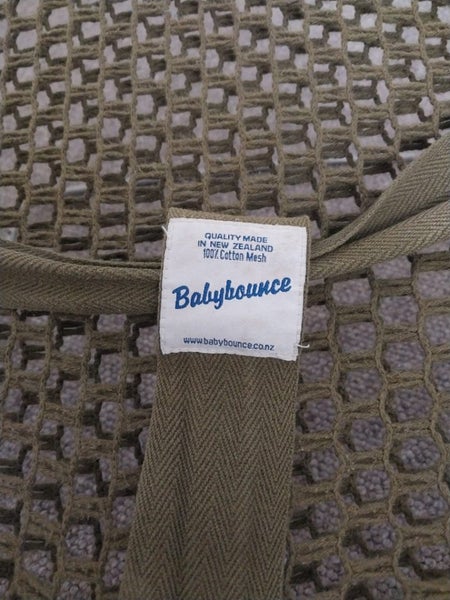 QUALITY MADE
IN NEW ZEALAND
100% Cotton Mesh
Babybounce
www.babybounce.co.nz